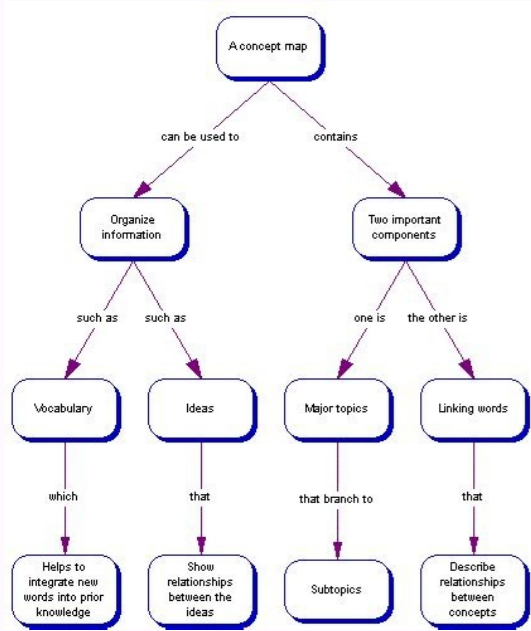 A concept map
can be used to
contains
Organize
information
Two important
components
such as
such as
one is
the other is
Vocabulary
Ideas
Major topics
Linking words
which
that
that branch to
that
Helps to
integrate new
words into prior
knowledge
Show
relationships
between the
ideas
Subtopics
Describe
relationships
between
concepts